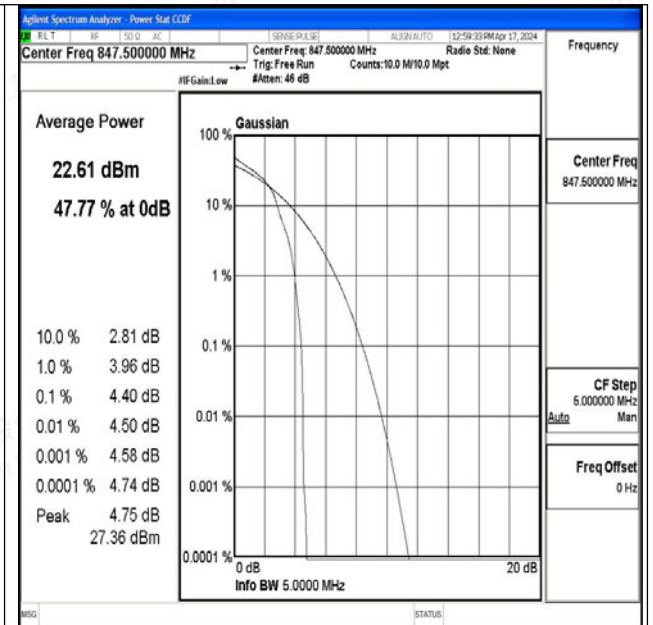 Agilent Spectrum Analyzer - Power Stat CCDF
RLT RF 50 Ω AC SENSE:PULSE ALIGN AUTO 12:59:33 PM Apr 17, 2024
Center Freq 847.500000 MHz
Center Freq: 847.500000 MHz Radio Std: None
Trig: Free Run Counts:10.0 M/10.0 Mpt
#IFGain:Low #Atten: 46 dB
Frequency
Average Power
22.61 dBm
47.77 % at 0dB
10.0 % 2.81 dB
1.0 % 3.96 dB
0.1 % 4.40 dB
0.01 % 4.50 dB
0.001 % 4.58 dB
0.0001 % 4.74 dB
Peak 4.75 dB
27.36 dBm
Gaussian
100 %
10 %
1 %
0.1 %
0.01 %
0.001 %
0.0001 %
0 dB 20 dB
Info BW 5.0000 MHz
Center Freq
847.500000 MHz
CF Step
5.000000 MHz
Auto Man
Freq Offset
0 Hz
MSG STATUS